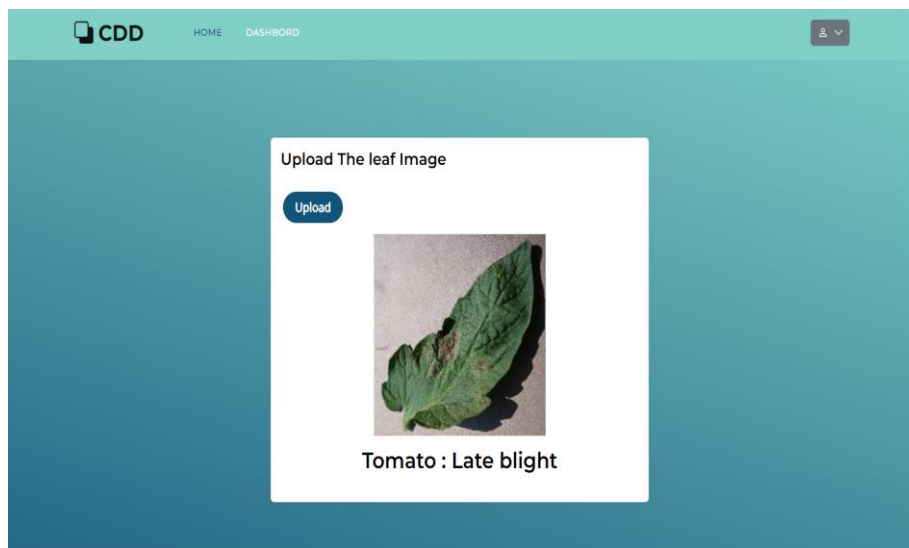 CDD
HOME
DASHBORD
Upload The leaf Image
Upload
Tomato : Late blight